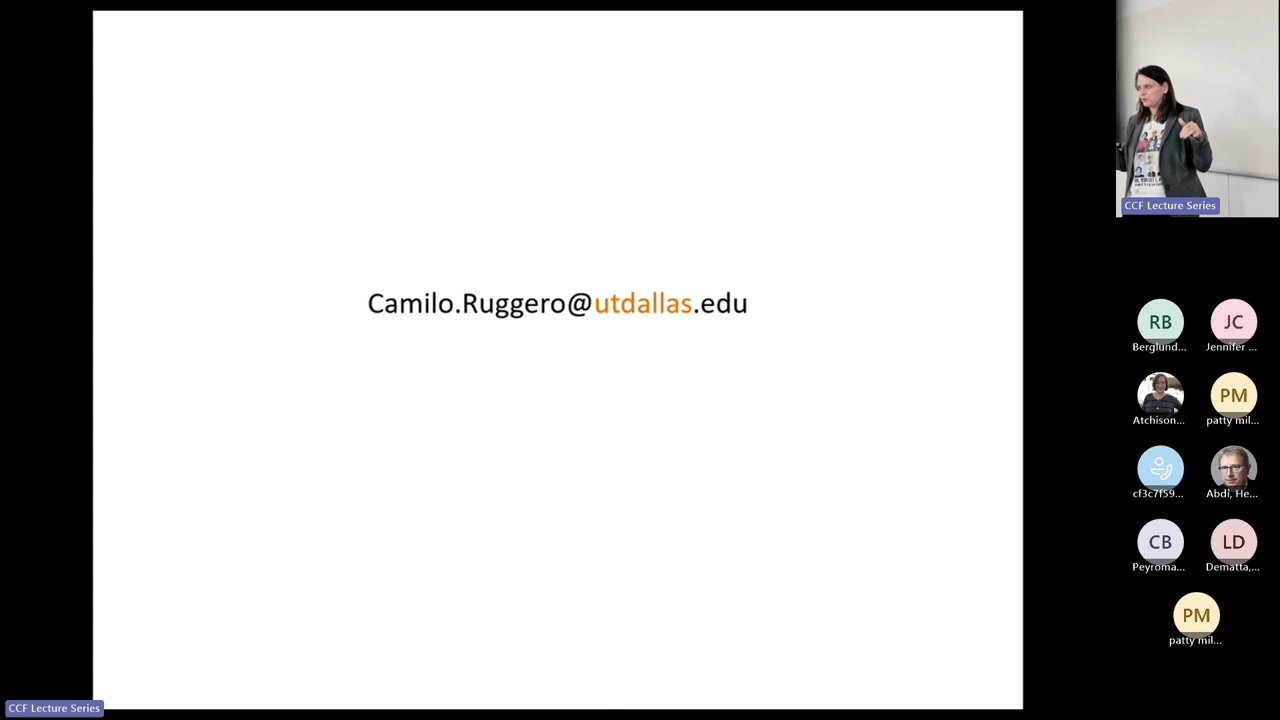 Camilo.Ruggero@utdallas.edu
CCF Lecture Series
RB
Berglund...
JC
Jennifer ...
Atchison...
PM
patty mil...
cf3c7f59...
Abdi, He...
CB
Peyroma...
LD
Dematta,...
PM
patty mil...
CCF Lecture Series